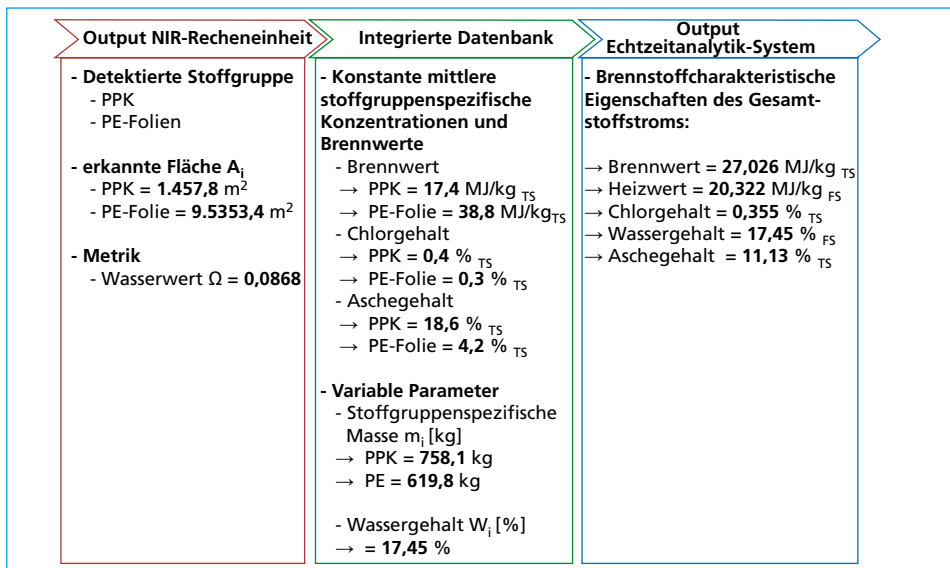 Output NIR-Recheneinheit
- Detektierte Stoffgruppe
- PPK
- PE-Folien
- erkannte Fläche Ai
- PPK = 1.457,8 m²
- PE-Folie = 9.5353,4 m²
- Metrik
- Wasserwert Ω = 0,0868
Integrierte Datenbank
- Konstante mittlere
stoffgruppenspezifische
Konzentrationen und
Brennwerte
- Brennwert
→ PPK = 17,4 MJ/kg TS
→ PE-Folie = 38,8 MJ/kgTS
- Chlorgehalt
→ PPK = 0,4 % TS
→ PE-Folie = 0,3 % TS
- Aschegehalt
→ PPK = 18,6 % TS
→ PE-Folie = 4,2 % TS
- Variable Parameter
- Stoffgruppenspezifische
Masse mi [kg]
→ PPK = 758,1 kg
→ PE = 619,8 kg
- Wassergehalt Wi [%]
→ = 17,45 %
Output
Echtzeitanalytik-System
- Brennstoffcharakteristische
Eigenschaften des Gesamt-
stoffstroms:
→ Brennwert = 27,026 MJ/kg TS
→ Heizwert = 20,322 MJ/kg FS
→ Chlorgehalt = 0,355 % TS
→ Wassergehalt = 17,45 % FS
→ Aschegehalt = 11,13 % TS